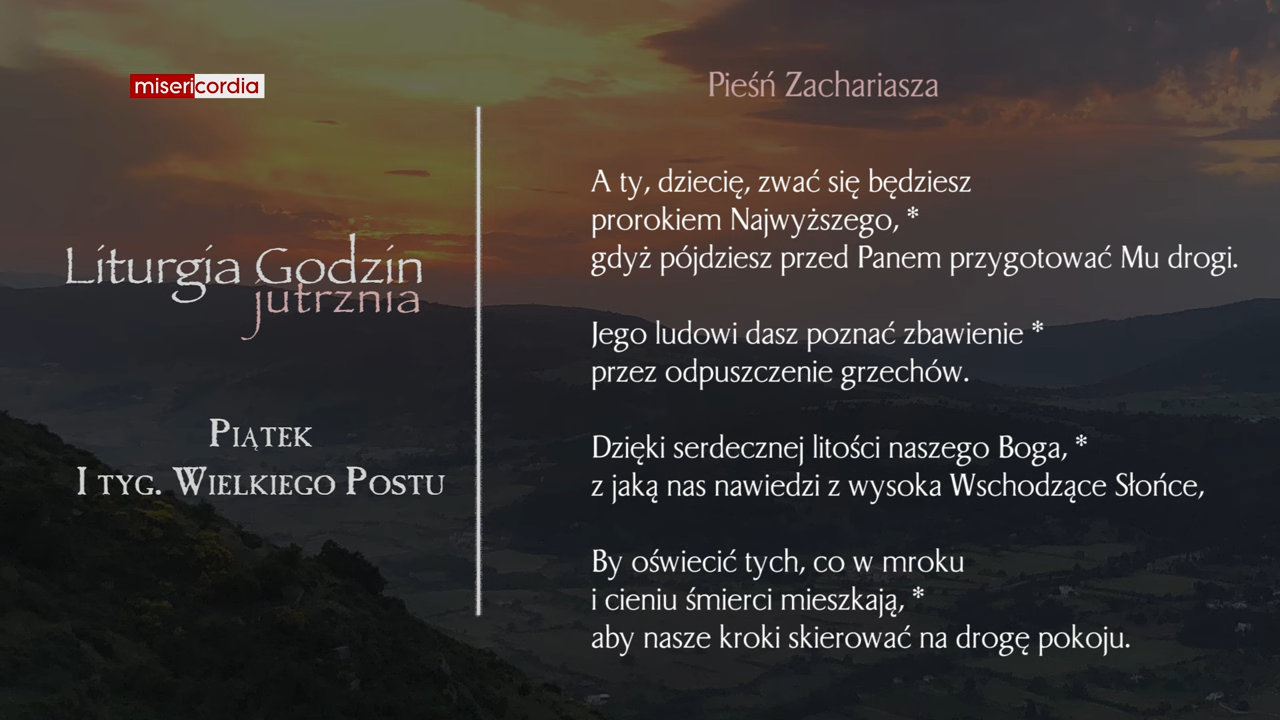 misericordia
Liturgia Godzin
jutrznia
Piątek
I tyg. Wielkiego Postu
Pieśń Zachariasza
A ty, dziecię, zwać się będziesz
prorokiem Najwyższego, *
gdyż pójdziesz przed Panem przygotować Mu drogi.
Jego ludowi dasz poznać zbawienie *
przez odpuszczenie grzechów.
Dzięki serdecznej litości naszego Boga, *
z jaką nas nawiedzi z wysoka Wschodzące Słońce,
By oświecić tych, co w mroku
i cieniu śmierci mieszkają, *
aby nasze kroki skierować na drogę pokoju.